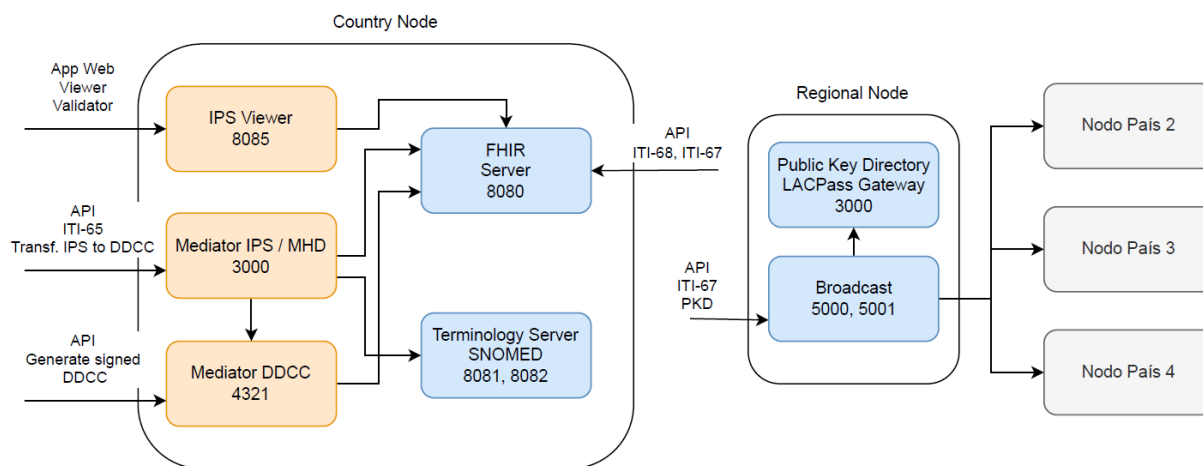 Country Node
App Web
Viewer
Validator
IPS Viewer
8085
FHIR
Server
8080
API
ITI-68, ITI-67
API
ITI-65
Transf. IPS to DDCC
Mediator IPS / MHD
3000
API
Generate signed
DDCC
Mediator DDCC
4321
Terminology Server
SNOMED
8081, 8082
Regional Node
Public Key Directory
LACPass Gateway
3000
API
ITI-67
PKD
Broadcast
5000, 5001
Nodo País 2
Nodo País 3
Nodo País 4